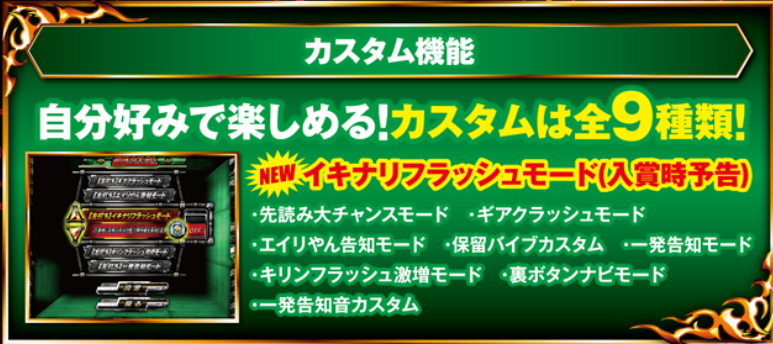 カスタム機能
自分好みで楽しめる!カスタムは全9種類!
NEW イキナリフラッシュモード(入賞時予告)
・先読み大チャンスモード ・ギアクラッシュモード
・エイリやん告知モード ・保留バイブカスタム ・一発告知モード
・キリンフラッシュ激増モード ・裏ボタンナビモード
・一発告知音カスタム